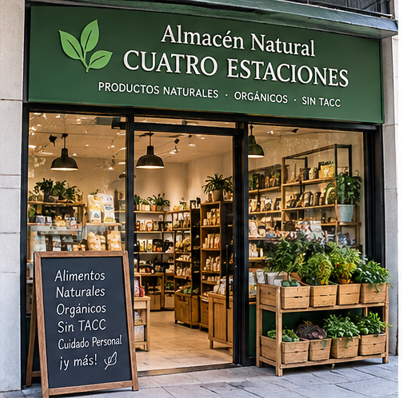 Almacén Natural
CUATRO ESTACIONES
PRODUCTOS NATURALES · ORGÁNICOS · SIN TACC
Alimentos
Naturales
Orgánicos
Sin TACC
Cuidado Personal
¡y más!